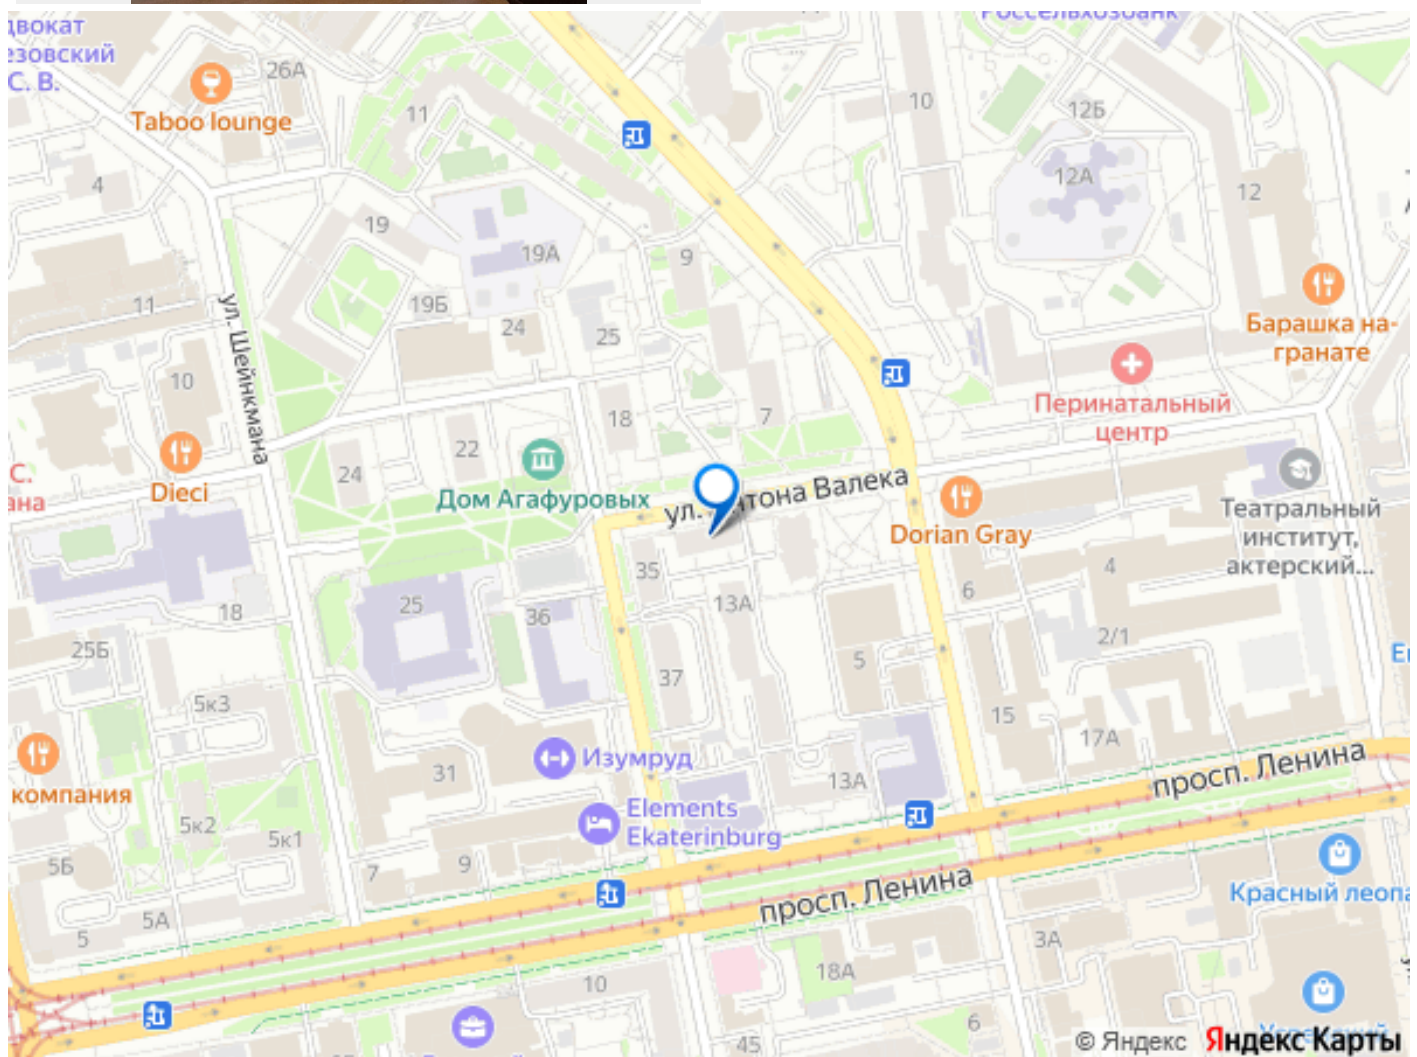 двокат
езовский
С. В.
Россельхозбанк
26А
Taboo lounge
11
10
12Б
4
12А
12
19
19А
9
11
19Б
24
25
ул. Шейнкмана
Барашка на-
гранате
10
18
7
Перинатальный
центр
22
24
Дом Агафуровых
С.
ана
Dieci
Валека
Dorian Gray
Театральный
институт,
актерский...
35
13А
4
6
25
36
18
2/1
25Б
5
37
5к3
15
17А
Изумруд
31
13А
просп. Ленина
компания
Elements
Ekaterinburg
5к2
5к1
9
7
5Б
просп. Ленина
Красный леопа
5А
5
3А
18А
10
6
45
© Яндекс Яндекс Карты